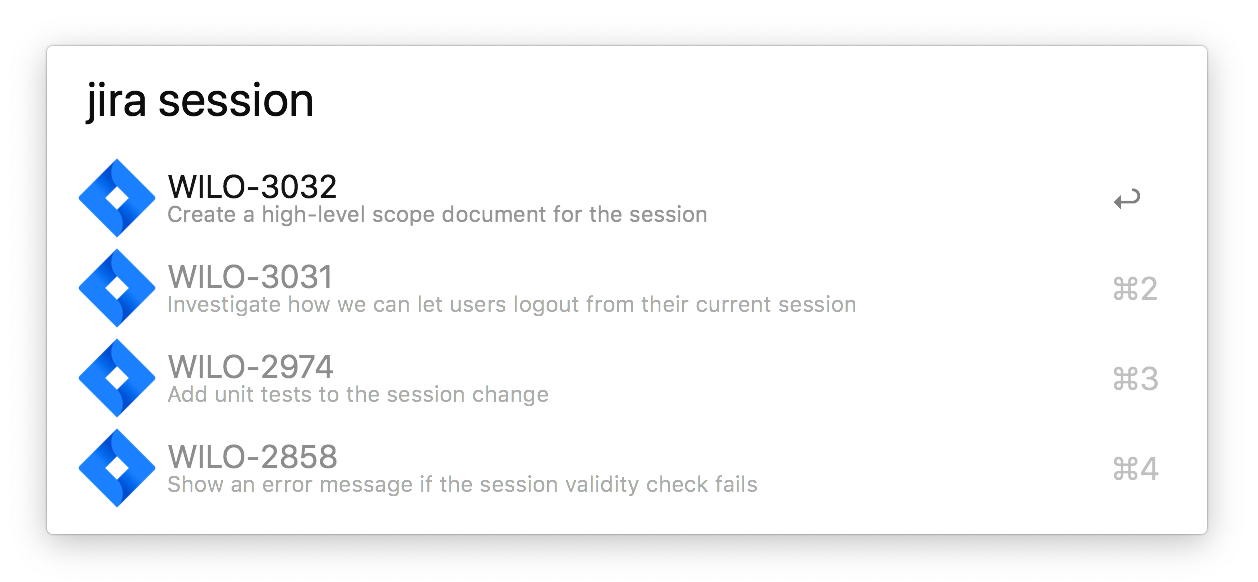 jira session
WILO-3032
Create a high-level scope document for the session
↩
WILO-3031
Investigate how we can let users logout from their current session
⌘2
WILO-2974
Add unit tests to the session change
⌘3
WILO-2858
Show an error message if the session validity check fails
⌘4